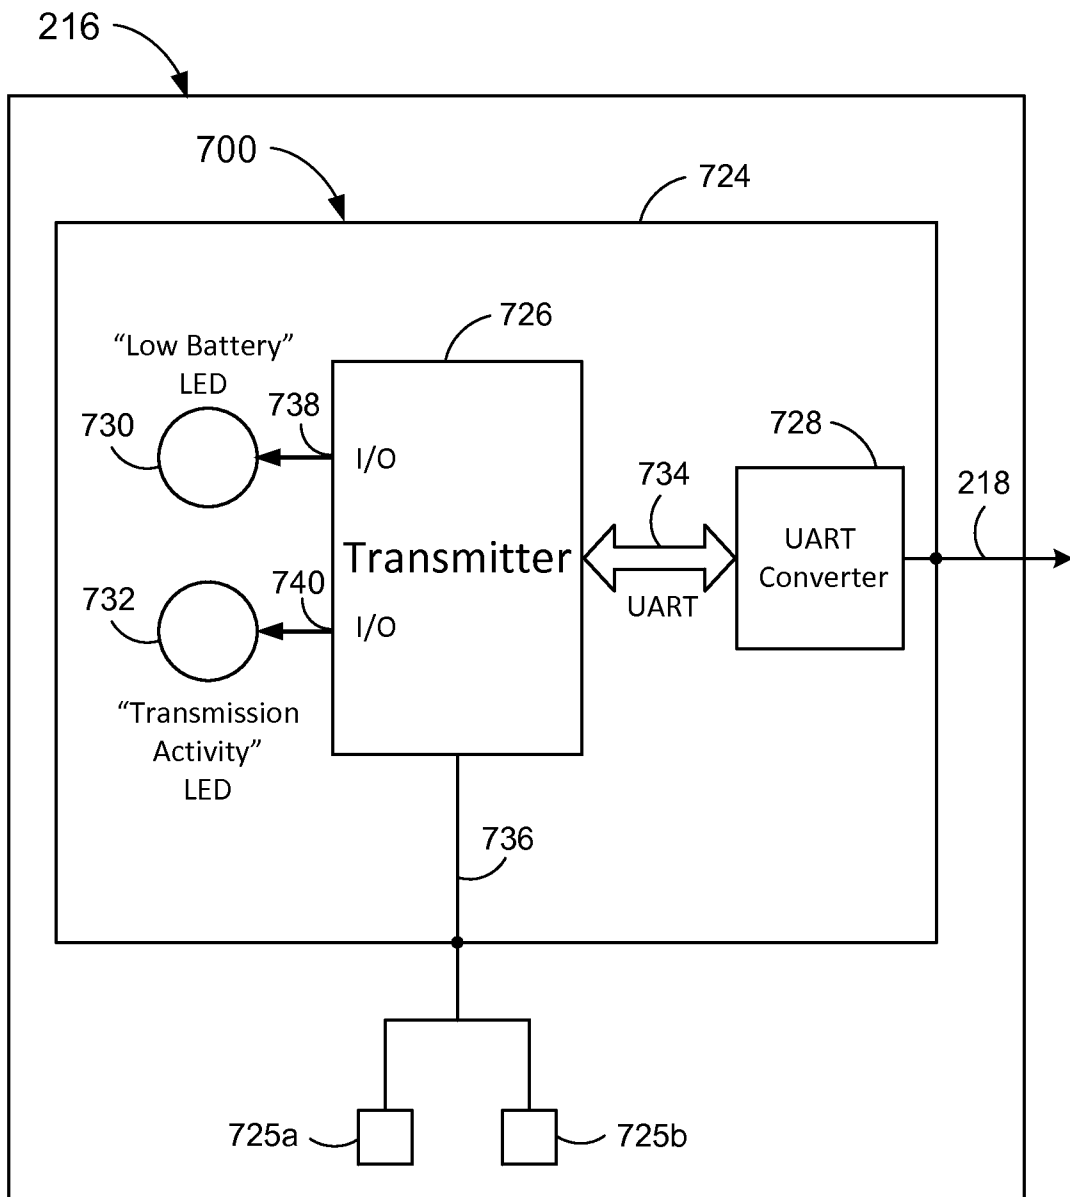 216
700
724
726
“Low Battery”
LED
730
738
I/O
728
734
218
Transmitter
UART
Converter
UART
732
740
I/O
“Transmission
Activity”
LED
736
725a
725b